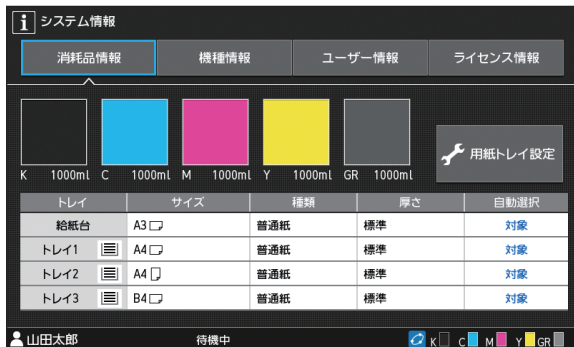 i システム情報
消耗品情報 機種情報 ユーザー情報 ライセンス情報
用紙トレイ設定
K 1000ml C 1000ml M 1000ml Y 1000ml GR 1000ml
トレイ サイズ 種類 厚さ 自動選択
給紙台 A3 普通紙 標準 対象
トレイ1 A4 普通紙 標準 対象
トレイ2 A4 普通紙 標準 対象
トレイ3 B4 普通紙 標準 対象
山田太郎 待機中 K C M Y GR